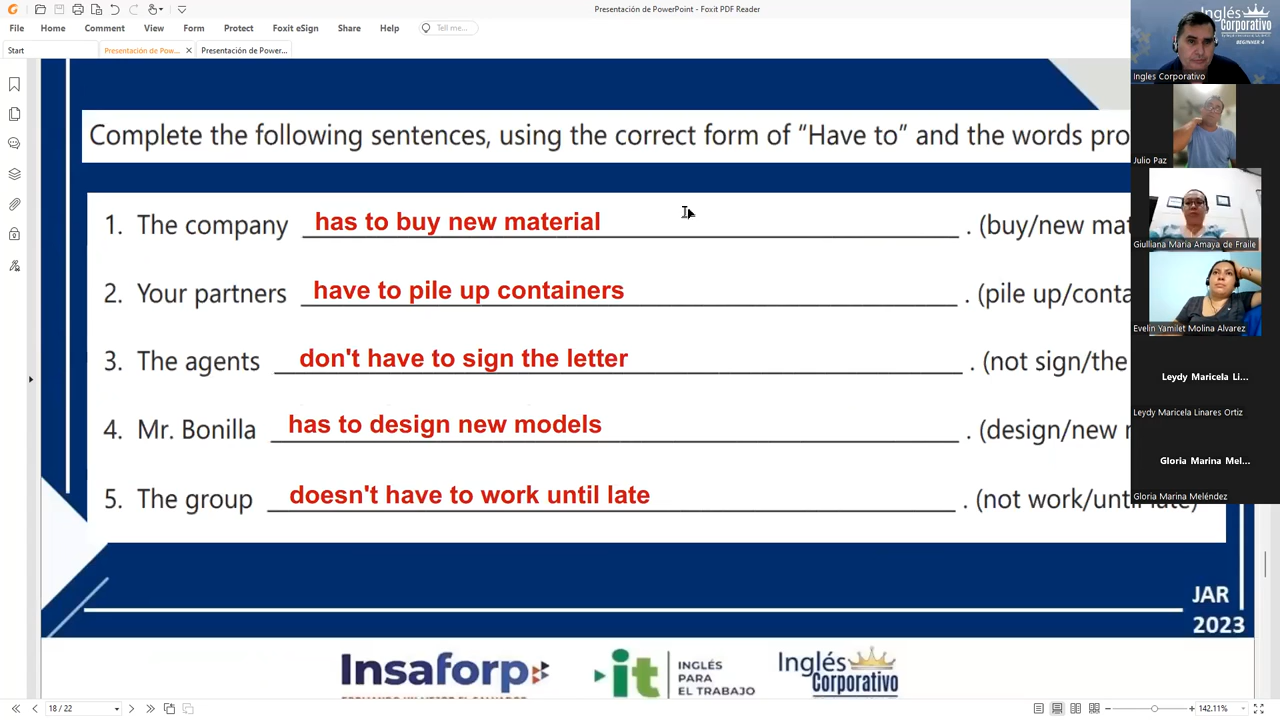 Presentación de PowerPoint - Foxit PDF Reader
File Home Comment View Form Protect Foxit eSign Share Help Tell me...
Start Presentación de Pow... Presentación de Power...
Inglés
Corporativo
BEGINNER 4
Ingles Corporativo
Julio Paz
Giulliana Maria Amaya de Fraile
Evelin Yamilet Molina Alvarez
Leydy Maricela Li...
Leydy Maricela Linares Ortiz
Gloria Marina Mel...
Gloria Marina Meléndez
Complete the following sentences, using the correct form of “Have to” and the words pro
1. The company has to buy new material . (buy/new mat
2. Your partners have to pile up containers . (pile up/conta
3. The agents don't have to sign the letter . (not sign/the
4. Mr. Bonilla has to design new models . (design/new
5. The group doesn't have to work until late . (not work/until late)
JAR
2023
Insaforp
it INGLÉS PARA EL TRABAJO
Inglés Corporativo
18 / 22
142.11%